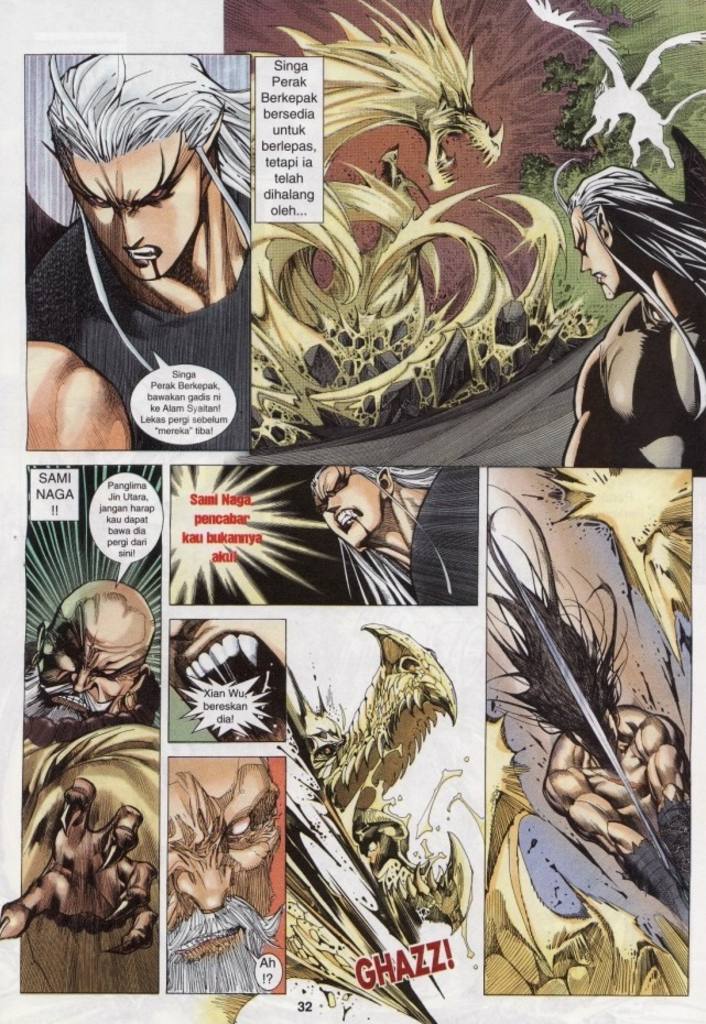 Singa
Perak
Berkepak
bersedia
untuk
berlepas,
tetapi ia
telah
dihalang
oleh...
Singa
Perak Berkepak,
bawakan gadis ni
ke Alam Syaitan!
Lekas pergi sebelum
"mereka" tiba!
SAMI
NAGA
!!
Panglima
Jin Utara,
jangan harap
kau dapat
bawa dia
pergi dari
sini!
Sami Naga,
pencabar
kau bukannya
aku!
Xian Wu,
bereskan
dia!
Ah
!?
GHAZZ!
32